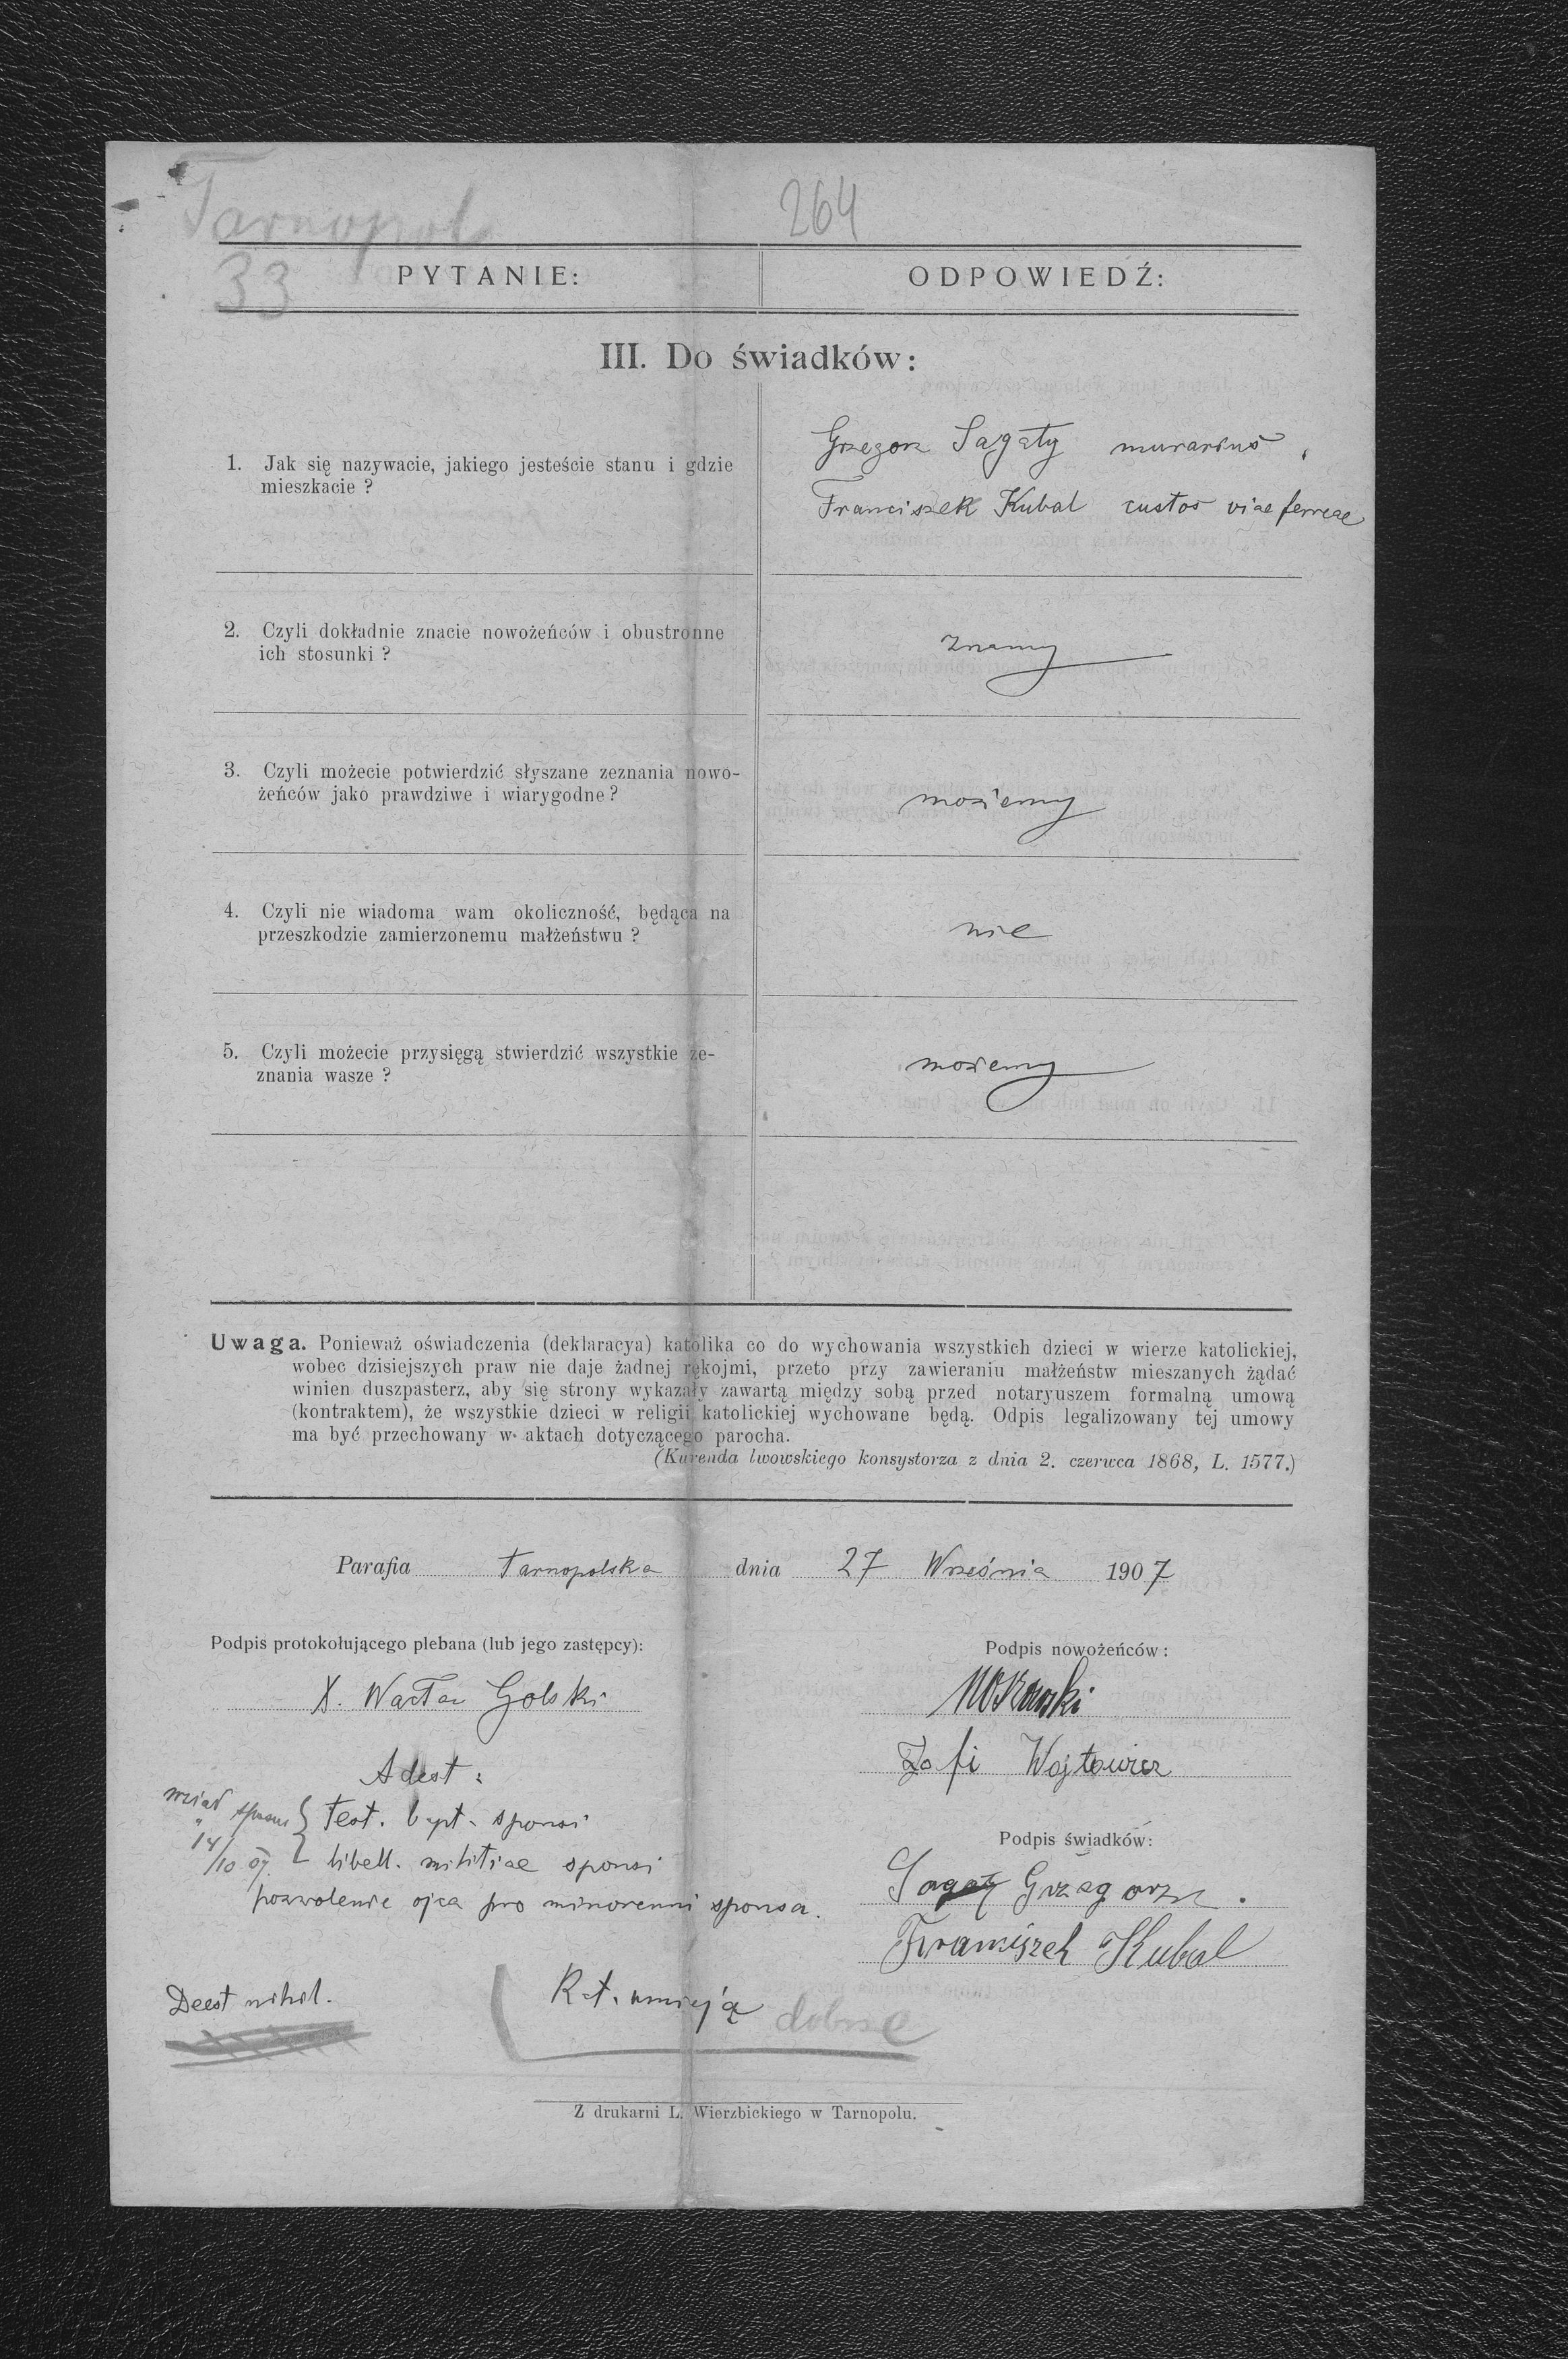 Tarnopol
264
33
PYTANIE:
ODPOWIEDŹ:
III. Do świadków:
1. Jak się nazywacie, jakiego jesteście stanu i gdzie
mieszkacie ?
Grzegorz Sagaty murarius,
Franciszek Kubal custos viae ferreae
2. Czyli dokładnie znacie nowożeńców i obustronne
ich stosunki ?
znamy
3. Czyli możecie potwierdzić słyszane zeznania nowo-
żeńców jako prawdziwe i wiarygodne ?
możemy
4. Czyli nie wiadoma wam okoliczność, będąca na
przeszkodzie zamierzonemu małżeństwu ?
nie
5. Czyli możecie przysięgą stwierdzić wszystkie ze-
znania wasze ?
możemy
Uwaga. Ponieważ oświadczenia (deklaracya) katolika co do wychowania wszystkich dzieci w wierze katolickiej,
wobec dzisiejszych praw nie daje żadnej rękojmi, przeto przy zawieraniu małżeństw mieszanych żądać
winien duszpasterz, aby się strony wykazały zawartą między sobą przed notaryuszem formalną umową
(kontraktem), że wszystkie dzieci w religii katolickiej wychowane będą. Odpis legalizowany tej umowy
ma być przechowany w aktach dotyczącego parocha.
(Kurenda lwowskiego konsystorza z dnia 2. czerwca 1868, L. 1577.)
Parafia Tarnopolska dnia 27 Września 1907
Podpis protokołującego plebana (lub jego zastępcy):
X. Wacław Golski
Podpis nowożeńców :
Zofi Wojtowicz
Adest :
test. bapt. sponsi
14/10 07
libell. militiae sponsi
pozwolenie ojca pro minorenni sponsa.
Podpis świadków:
Sagaty Grzegorz.
Franciszek Kubal
Deest nihil.
R. t. umieją dobrze
Z drukarni L. Wierzbickiego w Tarnopolu.